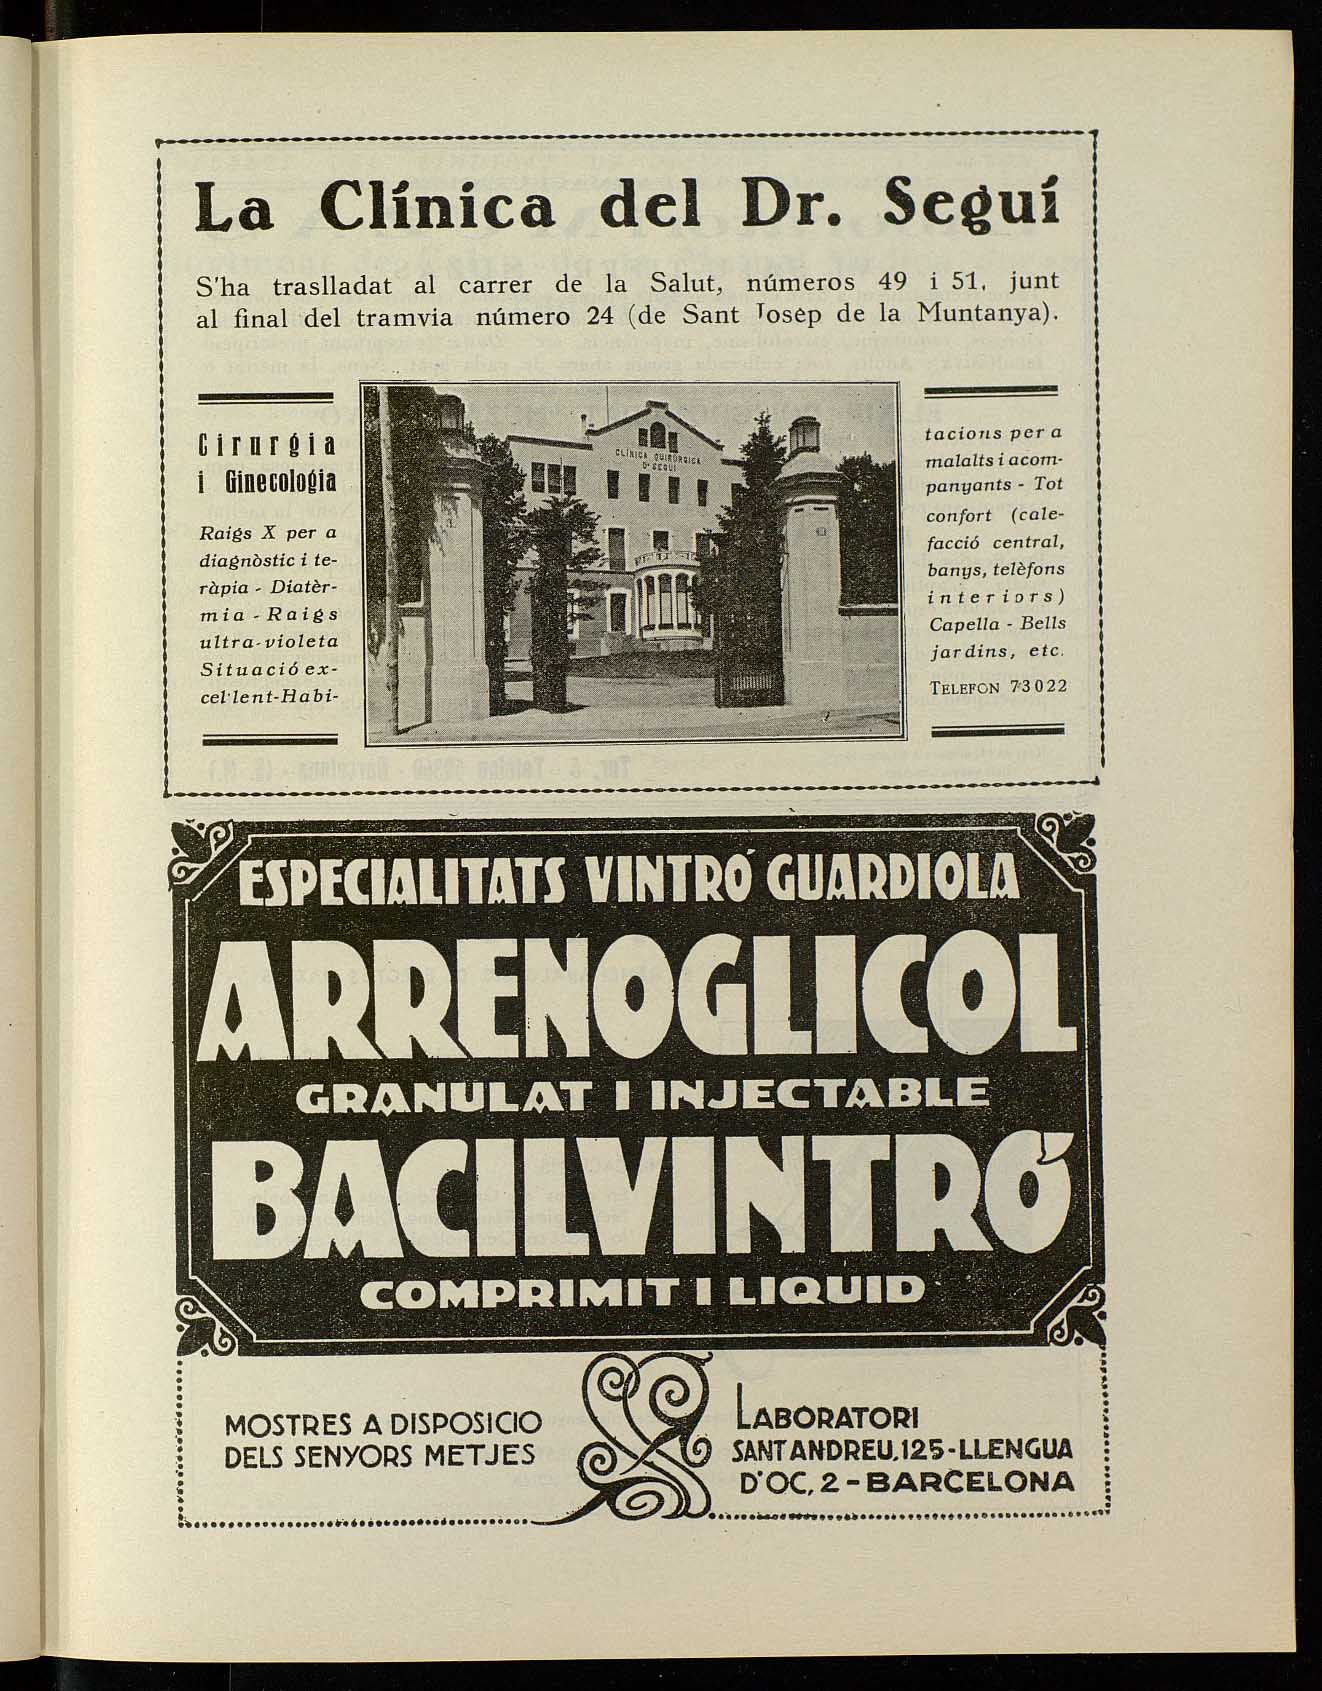 La Clínica del Dr. Seguí
S'ha traslladat al carrer de la Salut, números 49 i 51, junt
al final del tramvia número 24 (de Sant Josep de la Muntanya).
Cirurgia
i Ginecologia
Raigs X per a
diagnòstic i te-
ràpia - Diatèr-
mia - Raigs
ultra-violeta
Situació ex-
cel·lent-Habi-
CLÍNICA QUIRÚRGICA
Dr SEGUÍ
tacions per a
malalts i acom-
panyants - Tot
confort (cale-
facció central,
banys, telèfons
interiors)
Capella - Bells
jardins, etc.
TELEFON 73022
ESPECIALITATS VINTRÓ GUARDIOLA
ARRENOGLICOL
GRANULAT I INJECTABLE
BACILVINTRÓ
COMPRIMIT I LIQUID
MOSTRES A DISPOSICIO
DELS SENYORS METJES
LABORATORI
SANT ANDREU, 125 - LLENGUA
D'OC, 2 - BARCELONA